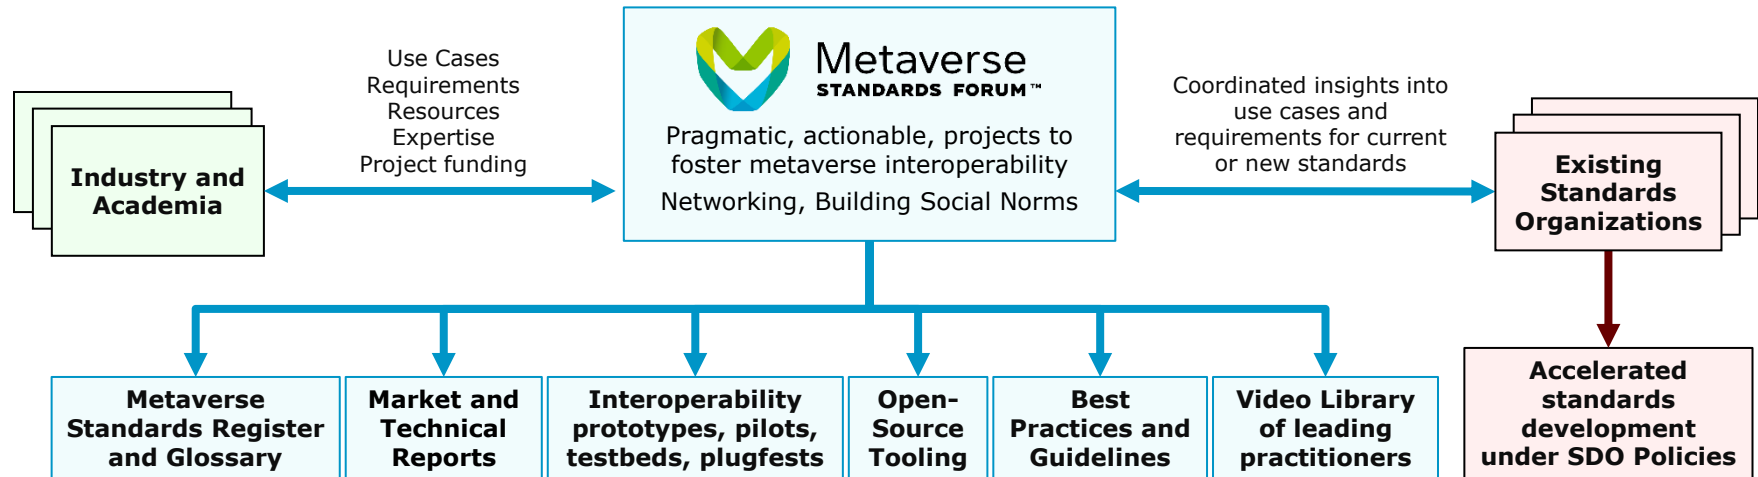 Use Cases
Requirements
Resources
Expertise
Project funding
Industry and
Academia
Metaverse
STANDARDS FORUM™
Pragmatic, actionable, projects to
foster metaverse interoperability
Networking, Building Social Norms
Coordinated insights into
use cases and
requirements for current
or new standards
Existing
Standards
Organizations
Metaverse
Standards Register
and Glossary
Market and
Technical
Reports
Interoperability
prototypes, pilots,
testbeds, plugfests
Open-
Source
Tooling
Best
Practices and
Guidelines
Video Library
of leading
practitioners
Accelerated
standards
development
under SDO Policies